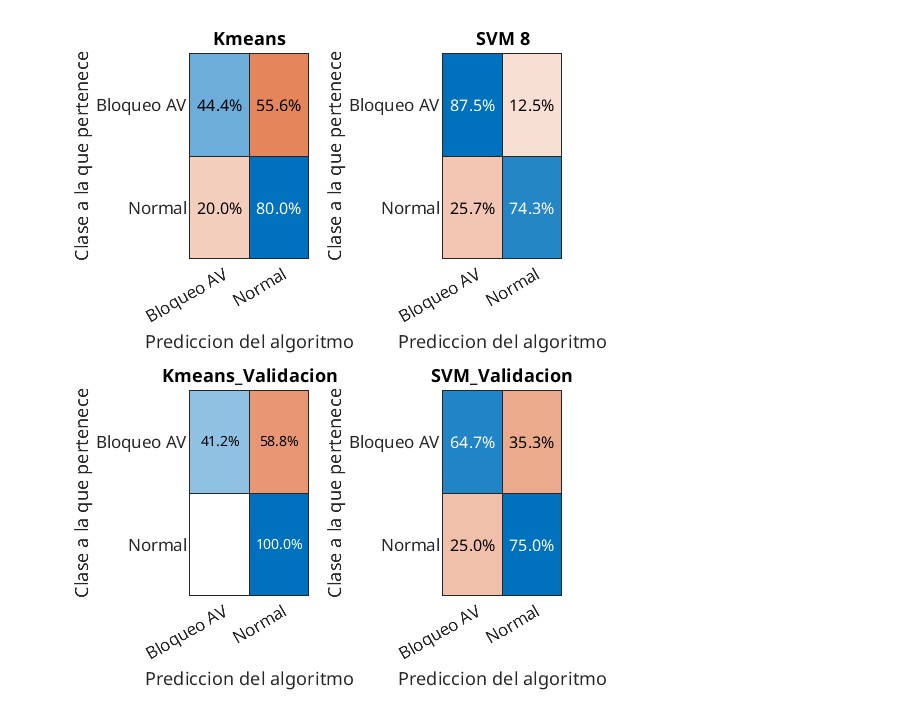 Kmeans
Clase a la que pertenece
Bloqueo AV
44.4% 55.6%
Normal
20.0% 80.0%
Bloqueo AV Normal
Prediccion del algoritmo
SVM 8
Clase a la que pertenece
Bloqueo AV
87.5% 12.5%
Normal
25.7% 74.3%
Bloqueo AV Normal
Prediccion del algoritmo
Kmeans_Validacion
Clase a la que pertenece
Bloqueo AV
41.2% 58.8%
Normal
100.0%
Bloqueo AV Normal
Prediccion del algoritmo
SVM_Validacion
Clase a la que pertenece
Bloqueo AV
64.7% 35.3%
Normal
25.0% 75.0%
Bloqueo AV Normal
Prediccion del algoritmo